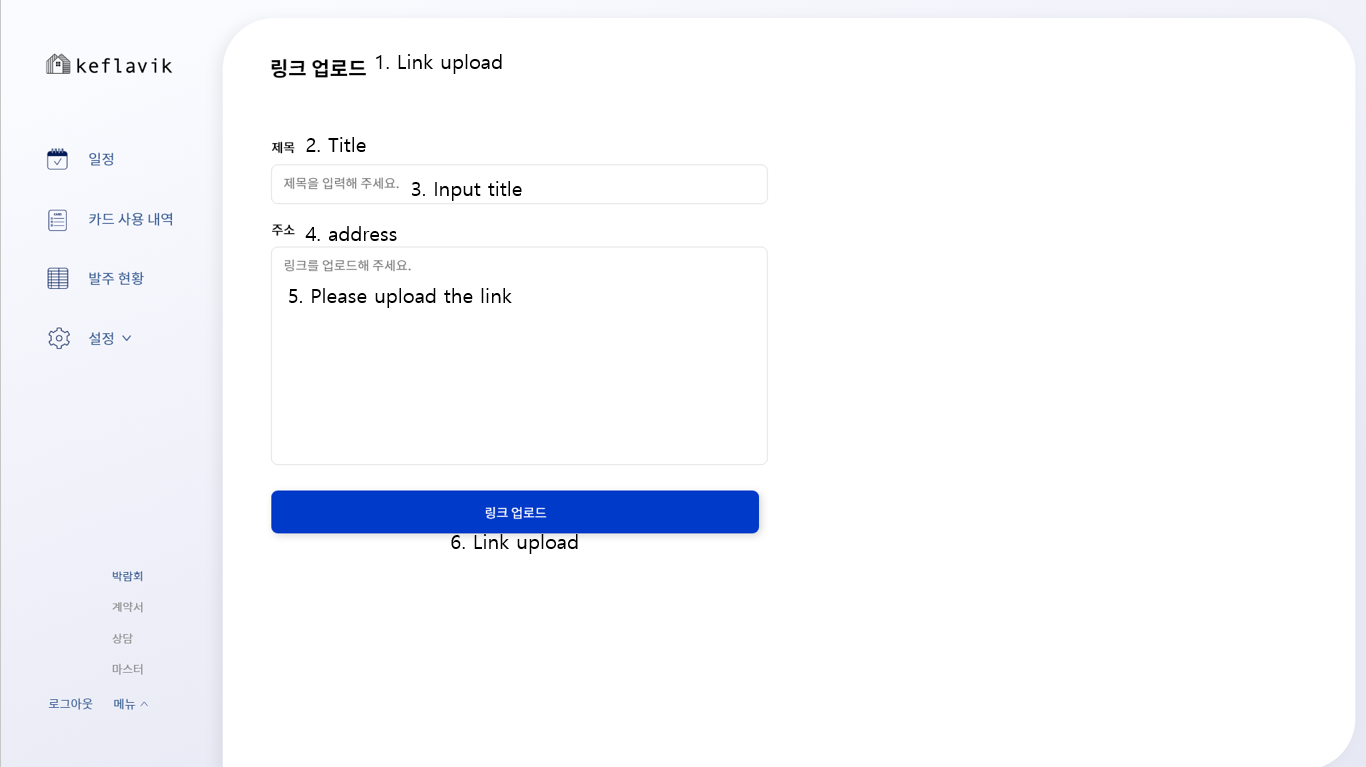 keflavik
일정
카드 사용 내역
발주 현황
설정
박람회
계약서
상담
마스터
로그아웃 메뉴
링크 업로드 1. Link upload
제목 2. Title
제목을 입력해 주세요. 3. Input title
주소 4. address
링크를 업로드해 주세요.
5. Please upload the link
링크 업로드
6. Link upload